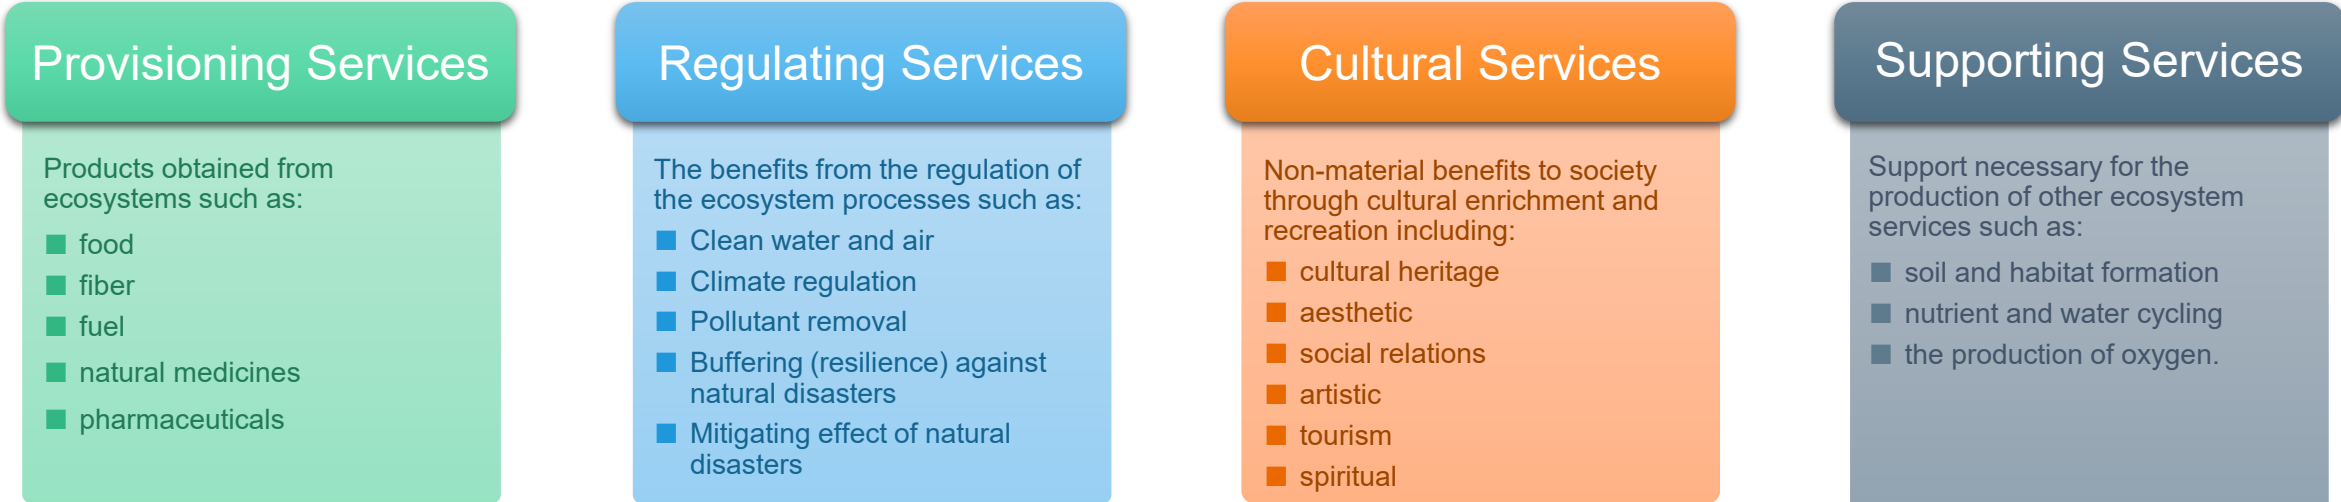 Provisioning Services
Products obtained from
ecosystems such as:
food
fiber
fuel
natural medicines
pharmaceuticals
Regulating Services
The benefits from the regulation of
the ecosystem processes such as:
Clean water and air
Climate regulation
Pollutant removal
Buffering (resilience) against
natural disasters
Mitigating effect of natural
disasters
Cultural Services
Non-material benefits to society
through cultural enrichment and
recreation including:
cultural heritage
aesthetic
social relations
artistic
tourism
spiritual
Supporting Services
Support necessary for the
production of other ecosystem
services such as:
soil and habitat formation
nutrient and water cycling
the production of oxygen.